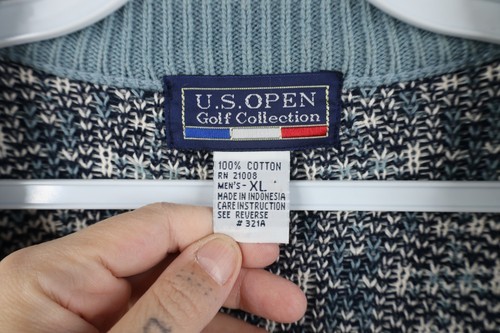 U.S. OPEN
Golf Collection
100% COTTON
RN 21008
MEN'S - XL
MADE IN INDONESIA
CARE INSTRUCTION
SEE REVERSE
# 321A